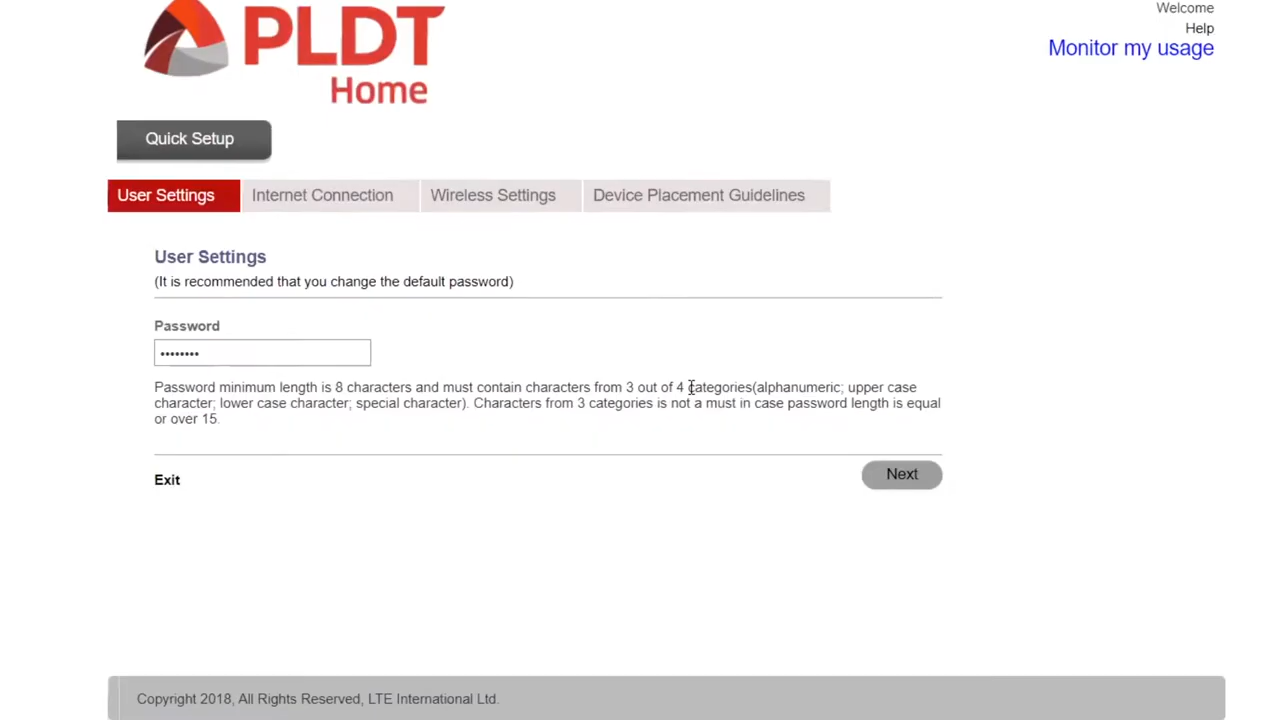 PLDT
Home
Welcome
Help
Monitor my usage
Quick Setup
User Settings
Internet Connection
Wireless Settings
Device Placement Guidelines
User Settings
(It is recommended that you change the default password)
Password
••••••••
Password minimum length is 8 characters and must contain characters from 3 out of 4 categories(alphanumeric; upper case
character; lower case character; special character). Characters from 3 categories is not a must in case password length is equal
or over 15.
Exit
Next
Copyright 2018, All Rights Reserved, LTE International Ltd.